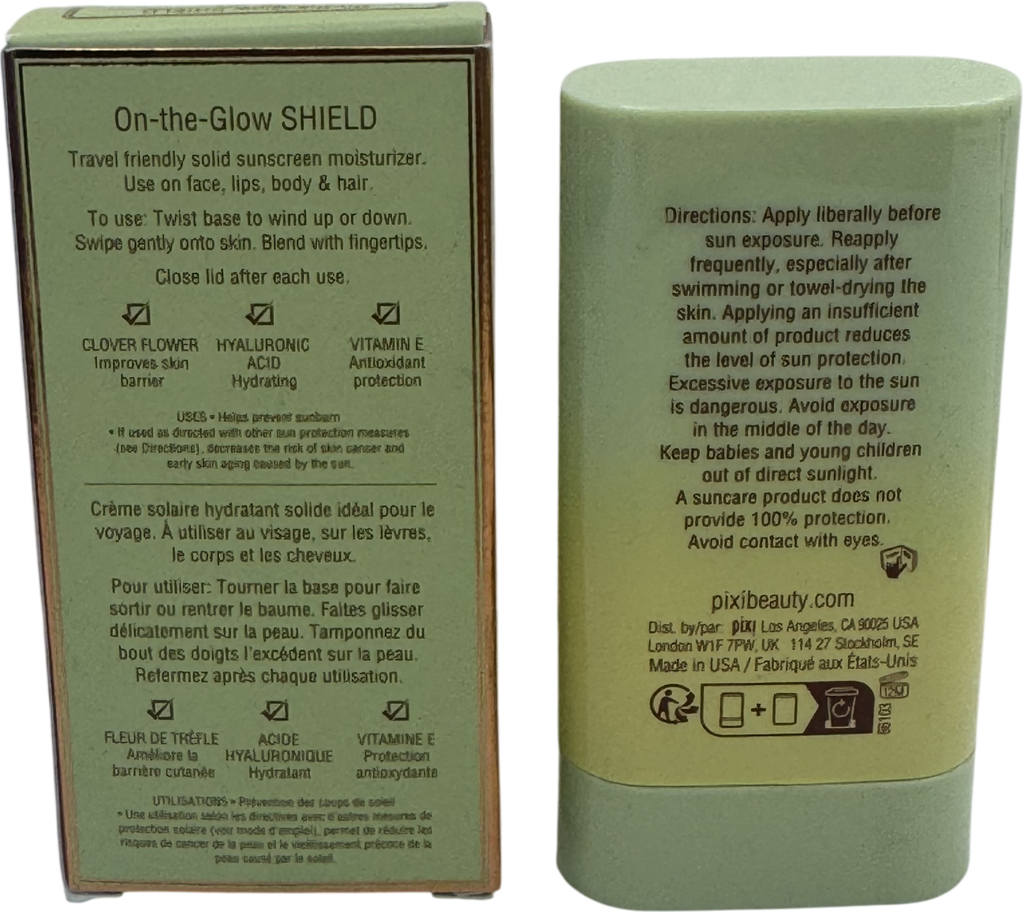 On-the-Glow SHIELD
Travel friendly solid sunscreen moisturizer.
Use on face, lips, body & hair.
To use: Twist base to wind up or down.
Swipe gently onto skin. Blend with fingertips.
Close lid after each use.
CLOVER FLOWER
Improves skin
barrier
HYALURONIC
ACID
Hydrating
VITAMIN E
Antioxidant
protection
USES • Helps prevent sunburn
• If used as directed with other sun protection measures
(see Directions), decreases the risk of skin cancer and
early skin aging caused by the sun.
Crème solaire hydratant solide idéal pour le
voyage. À utiliser au visage, sur les lèvres,
le corps et les cheveux.
Pour utiliser: Tourner la base pour faire
sortir ou rentrer le baume. Faites glisser
délicatement sur la peau. Tamponnez du
bout des doigts l'excédent sur la peau.
Refermez après chaque utilisation.
FLEUR DE TRÈFLE
Améliore la
barrière cutanée
ACIDE
HYALURONIQUE
Hydratant
VITAMINE E
Protection
antioxydante
UTILISATIONS • Prévention des coups de soleil
• Une utilisation selon les directives avec d'autres mesures de
protection solaire (voir mode d'emploi), permet de réduire les
risques de cancer de la peau et le vieillissement précoce de la
peau causé par le soleil.
Directions: Apply liberally before
sun exposure. Reapply
frequently, especially after
swimming or towel-drying the
skin. Applying an insufficient
amount of product reduces
the level of sun protection.
Excessive exposure to the sun
is dangerous. Avoid exposure
in the middle of the day.
Keep babies and young children
out of direct sunlight.
A suncare product does not
provide 100% protection.
Avoid contact with eyes.
pixibeauty.com
Dist. by/par: pixi Los Angeles, CA 90025 USA
London W1F 7PW, UK 114 27 Stockholm, SE
Made in USA / Fabriqué aux États-Unis
12M